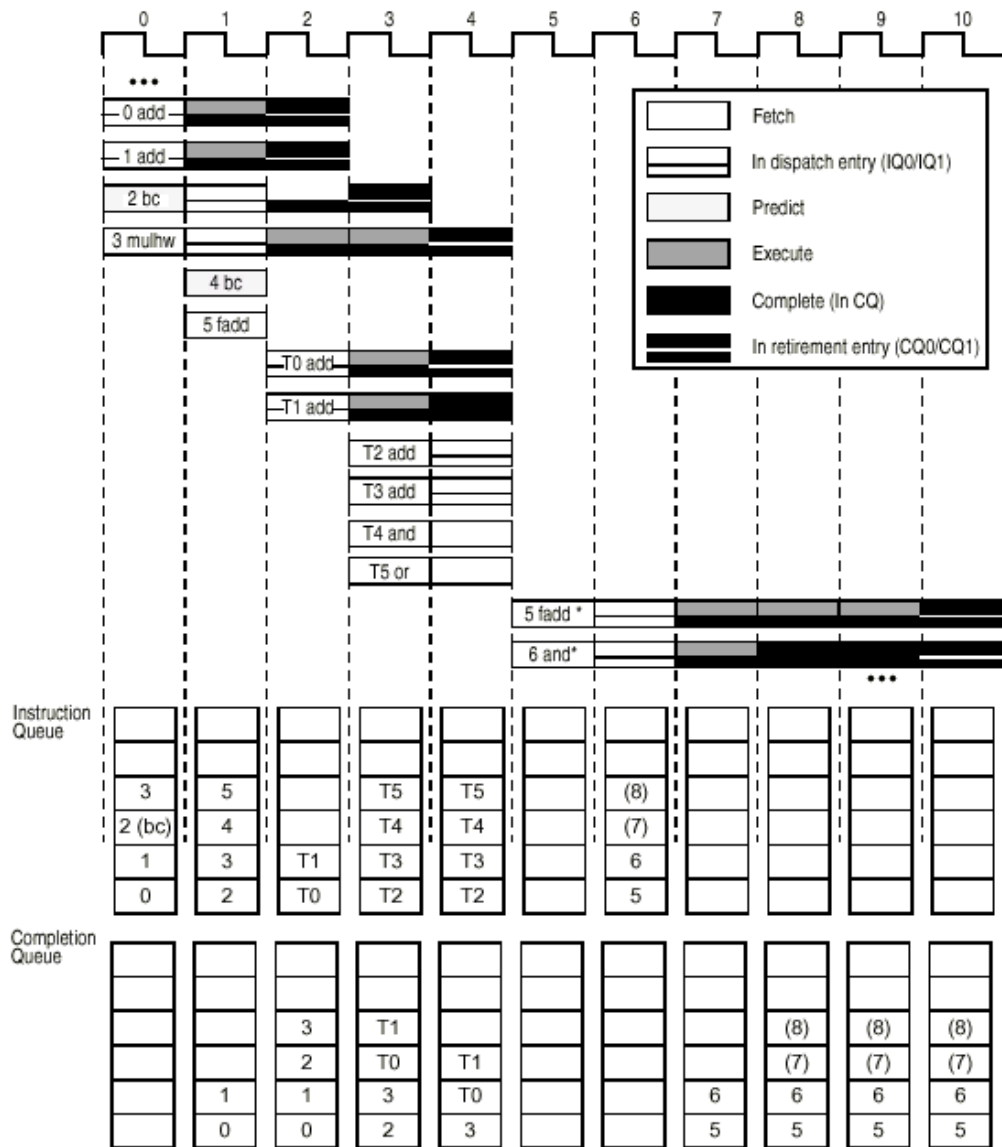 0 1 2 3 4 5 6 7 8 9 10
•••
0 add
1 add
2 bc
3 mulhw
4 bc
5 fadd
T0 add
T1 add
T2 add
T3 add
T4 and
T5 or
5 fadd *
6 and*
•••
Fetch
In dispatch entry (IQ0/IQ1)
Predict
Execute
Complete (In CQ)
In retirement entry (CQ0/CQ1)
Instruction
Queue
3 5 T5 T5 (8)
2 (bc) 4 T4 T4 (7)
1 3 T1 T3 T3 6
0 2 T0 T2 T2 5
Completion
Queue
3 T1 (8) (8) (8)
2 T0 T1 (7) (7) (7)
1 1 3 T0 6 6 6 6
0 0 2 3 5 5 5 5